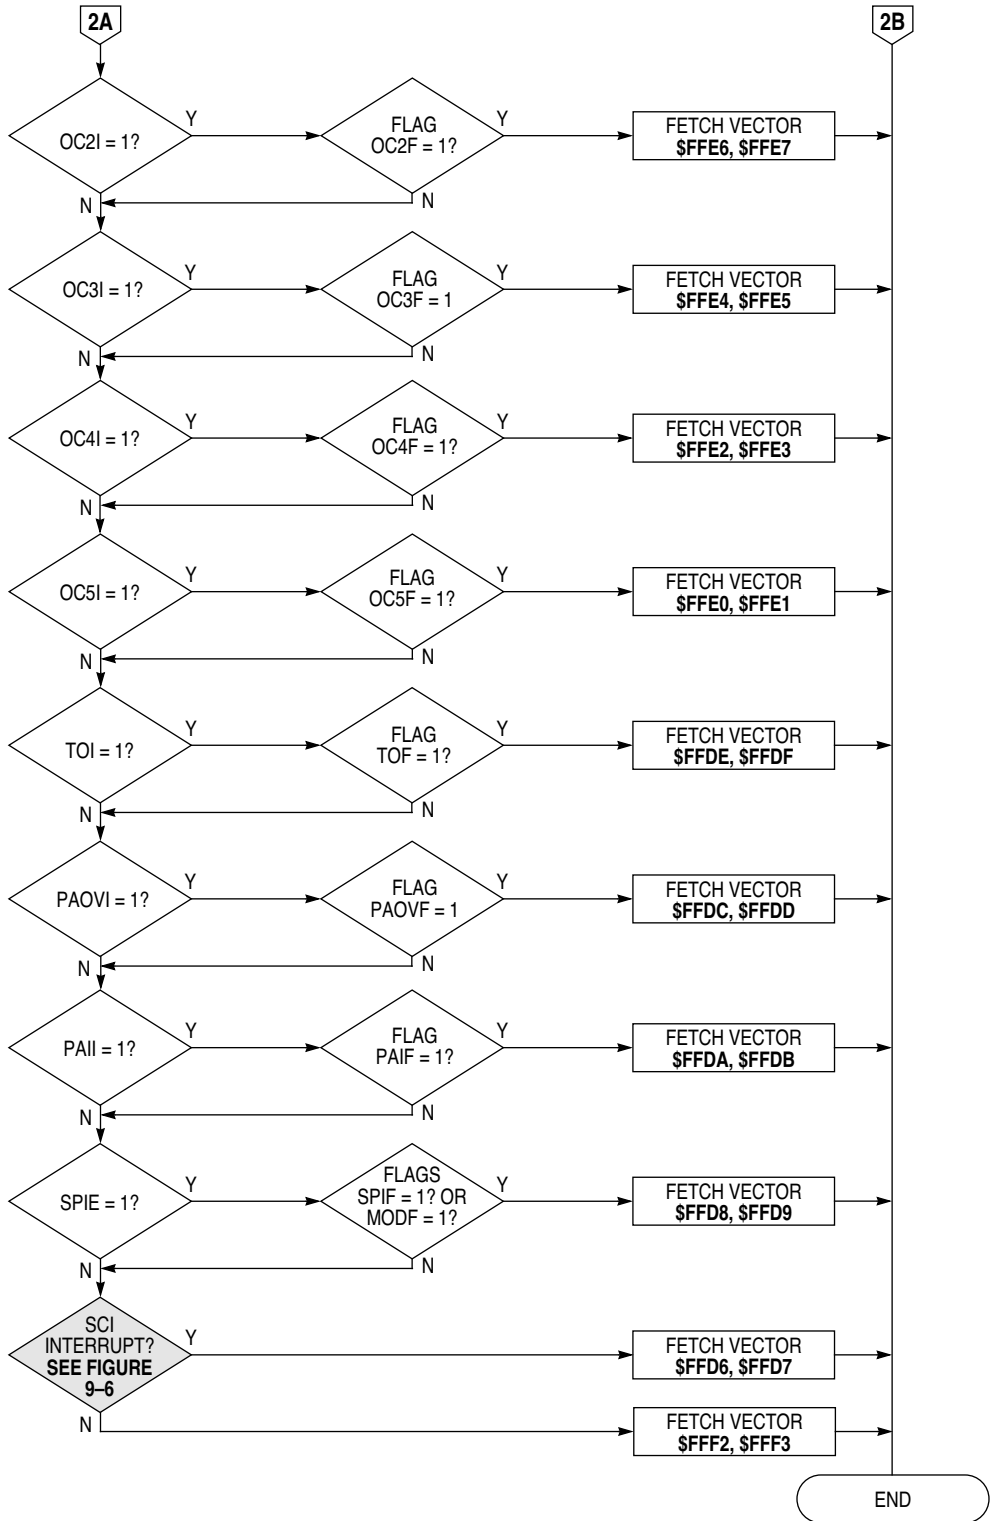 2A
2B
OC2I = 1?
Y
FLAG
OC2F = 1?
Y
FETCH VECTOR
$FFE6, $FFE7
N
N
OC3I = 1?
Y
FLAG
OC3F = 1
Y
FETCH VECTOR
$FFE4, $FFE5
N
N
OC4I = 1?
Y
FLAG
OC4F = 1?
Y
FETCH VECTOR
$FFE2, $FFE3
N
N
OC5I = 1?
Y
FLAG
OC5F = 1?
Y
FETCH VECTOR
$FFE0, $FFE1
N
N
TOI = 1?
Y
FLAG
TOF = 1?
Y
FETCH VECTOR
$FFDE, $FFDF
N
N
PAOVI = 1?
Y
FLAG
PAOVF = 1
Y
FETCH VECTOR
$FFDC, $FFDD
N
N
PAII = 1?
Y
FLAG
PAIF = 1?
Y
FETCH VECTOR
$FFDA, $FFDB
N
N
SPIE = 1?
Y
FLAGS
SPIF = 1? OR
MODF = 1?
Y
FETCH VECTOR
$FFD8, $FFD9
N
N
SCI
INTERRUPT?
SEE FIGURE
9–6
Y
FETCH VECTOR
$FFD6, $FFD7
N
FETCH VECTOR
$FFF2, $FFF3
END